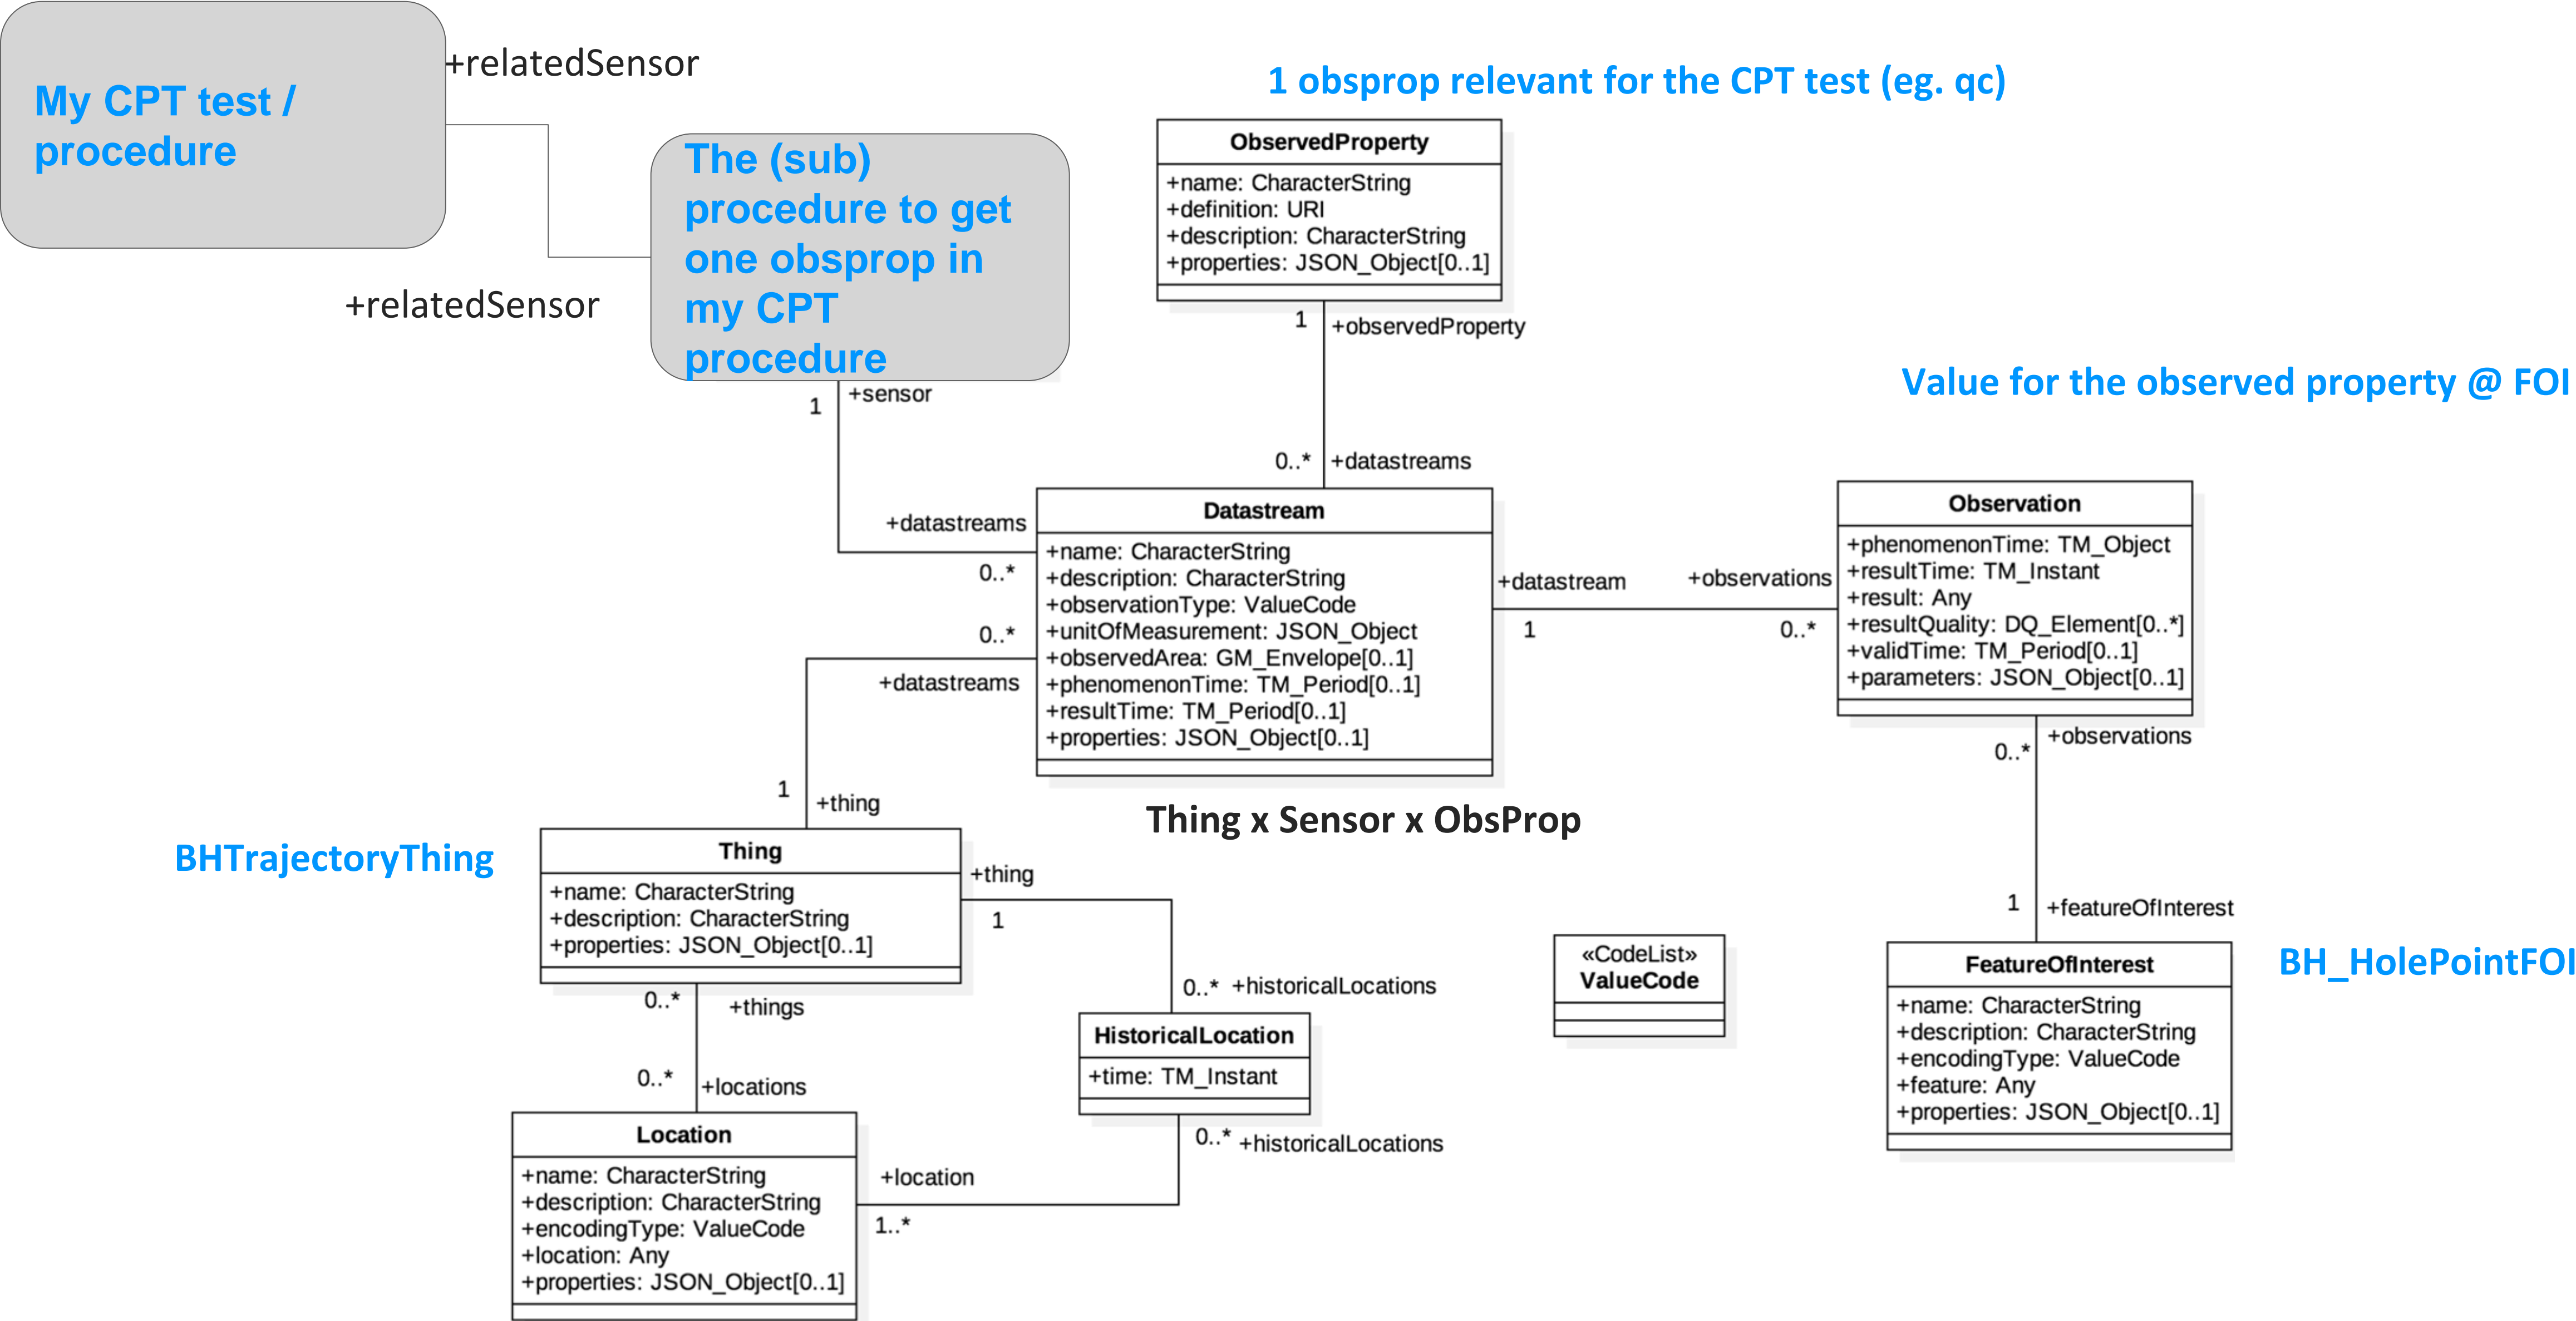 My CPT test /
procedure
+relatedSensor
+relatedSensor
The (sub)
procedure to get
one obsprop in
my CPT
procedure
1 obsprop relevant for the CPT test (eg. qc)
ObservedProperty
+name: CharacterString
+definition: URI
+description: CharacterString
+properties: JSON_Object[0..1]
1
+observedProperty
0..*
+datastreams
1
+sensor
+datastreams
0..*
Value for the observed property @ FOI
Datastream
+name: CharacterString
+description: CharacterString
+observationType: ValueCode
+unitOfMeasurement: JSON_Object
+observedArea: GM_Envelope[0..1]
+phenomenonTime: TM_Period[0..1]
+resultTime: TM_Period[0..1]
+properties: JSON_Object[0..1]
+datastream
1
+observations
0..*
Observation
+phenomenonTime: TM_Object
+resultTime: TM_Instant
+result: Any
+resultQuality: DQ_Element[0..*]
+validTime: TM_Period[0..1]
+parameters: JSON_Object[0..1]
0..*
+datastreams
1
+thing
Thing x Sensor x ObsProp
0..*
+observations
1
+featureOfInterest
BHTrajectoryThing
Thing
+name: CharacterString
+description: CharacterString
+properties: JSON_Object[0..1]
+thing
1
0..*
+historicalLocations
HistoricalLocation
+time: TM_Instant
0..*
+historicalLocations
«CodeList»
ValueCode
BH_HolePointFOI
FeatureOfInterest
+name: CharacterString
+description: CharacterString
+encodingType: ValueCode
+feature: Any
+properties: JSON_Object[0..1]
0..*
+things
0..*
+locations
Location
+name: CharacterString
+description: CharacterString
+encodingType: ValueCode
+location: Any
+properties: JSON_Object[0..1]
+location
1..*